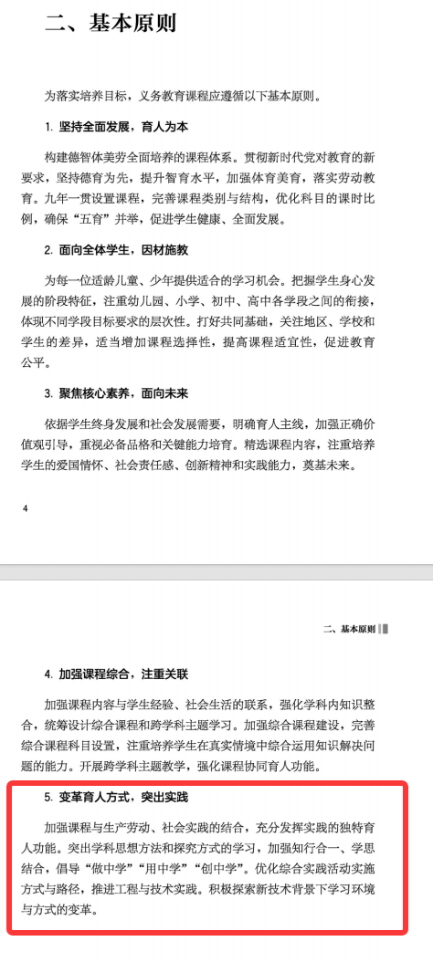 二、基本原则
为落实培养目标，义务教育课程应遵循以下基本原则。
1. 坚持全面发展，育人为本
构建德智体美劳全面培养的课程体系。贯彻新时代党对教育的新
要求，坚持德育为先，提升智育水平，加强体育美育，落实劳动教
育。九年一贯设置课程，完善课程类别与结构，优化科目的课时比
例，确保“五育”并举，促进学生健康、全面发展。
2. 面向全体学生，因材施教
为每一位适龄儿童、少年提供适合的学习机会。把握学生身心发
展的阶段特征，注重幼儿园、小学、初中、高中各学段之间的衔接，
体现不同学段目标要求的层次性。打好共同基础，关注地区、学校和
学生的差异，适当增加课程选择性，提高课程适宜性，促进教育
公平。
3. 聚焦核心素养，面向未来
依据学生终身发展和社会发展需要，明确育人主线，加强正确价
值观引导，重视必备品格和关键能力培育。精选课程内容，注重培养
学生的爱国情怀、社会责任感、创新精神和实践能力，奠基未来。
4
二、基本原则
4. 加强课程综合，注重关联
加强课程内容与学生经验、社会生活的联系，强化学科内知识整
合，统筹设计综合课程和跨学科主题学习。加强综合课程建设，完善
综合课程科目设置，注重培养学生在真实情境中综合运用知识解决问
题的能力。开展跨学科主题教学，强化课程协同育人功能。
5. 变革育人方式，突出实践
加强课程与生产劳动、社会实践的结合，充分发挥实践的独特育
人功能。突出学科思想方法和探究方式的学习，加强知行合一、学思
结合，倡导“做中学”“用中学”“创中学”。优化综合实践活动实施
方式与路径，推进工程与技术实践。积极探索新技术背景下学习环境
与方式的变革。